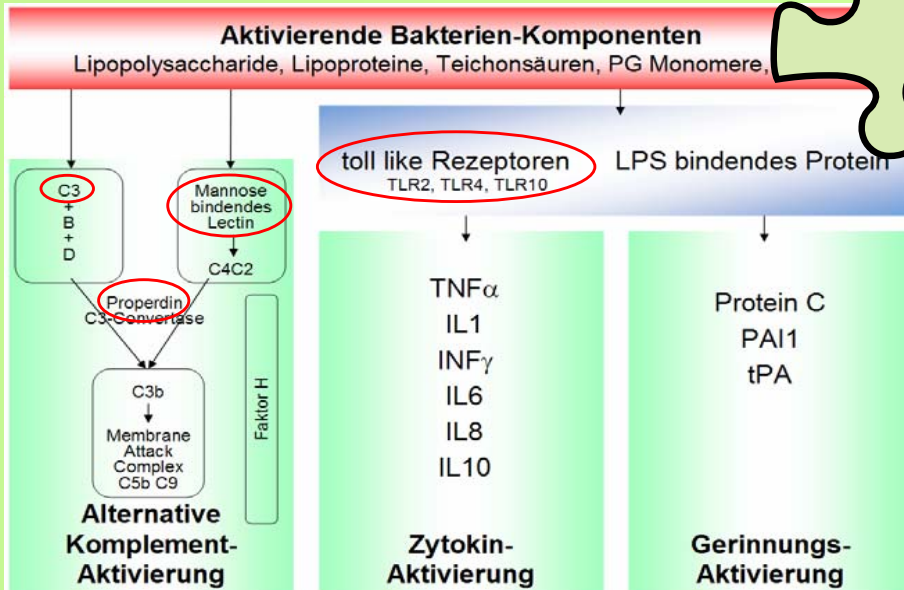 Aktivierende Bakterien-Komponenten
Lipopolysaccharide, Lipoproteine, Teichonsäuren, PG Monomere,
C3
+
B
+
D
Mannose
bindendes
Lectin
C4C2
Properdin
C3-Convertase
C3b
Membrane
Attack
Complex
C5b C9
Faktor H
Alternative
Komplement-
Aktivierung
toll like Rezeptoren
TLR2, TLR4, TLR10
TNFα
IL1
INFγ
IL6
IL8
IL10
Zytokin-
Aktivierung
LPS bindendes Protein
Protein C
PAI1
tPA
Gerinnungs-
Aktivierung